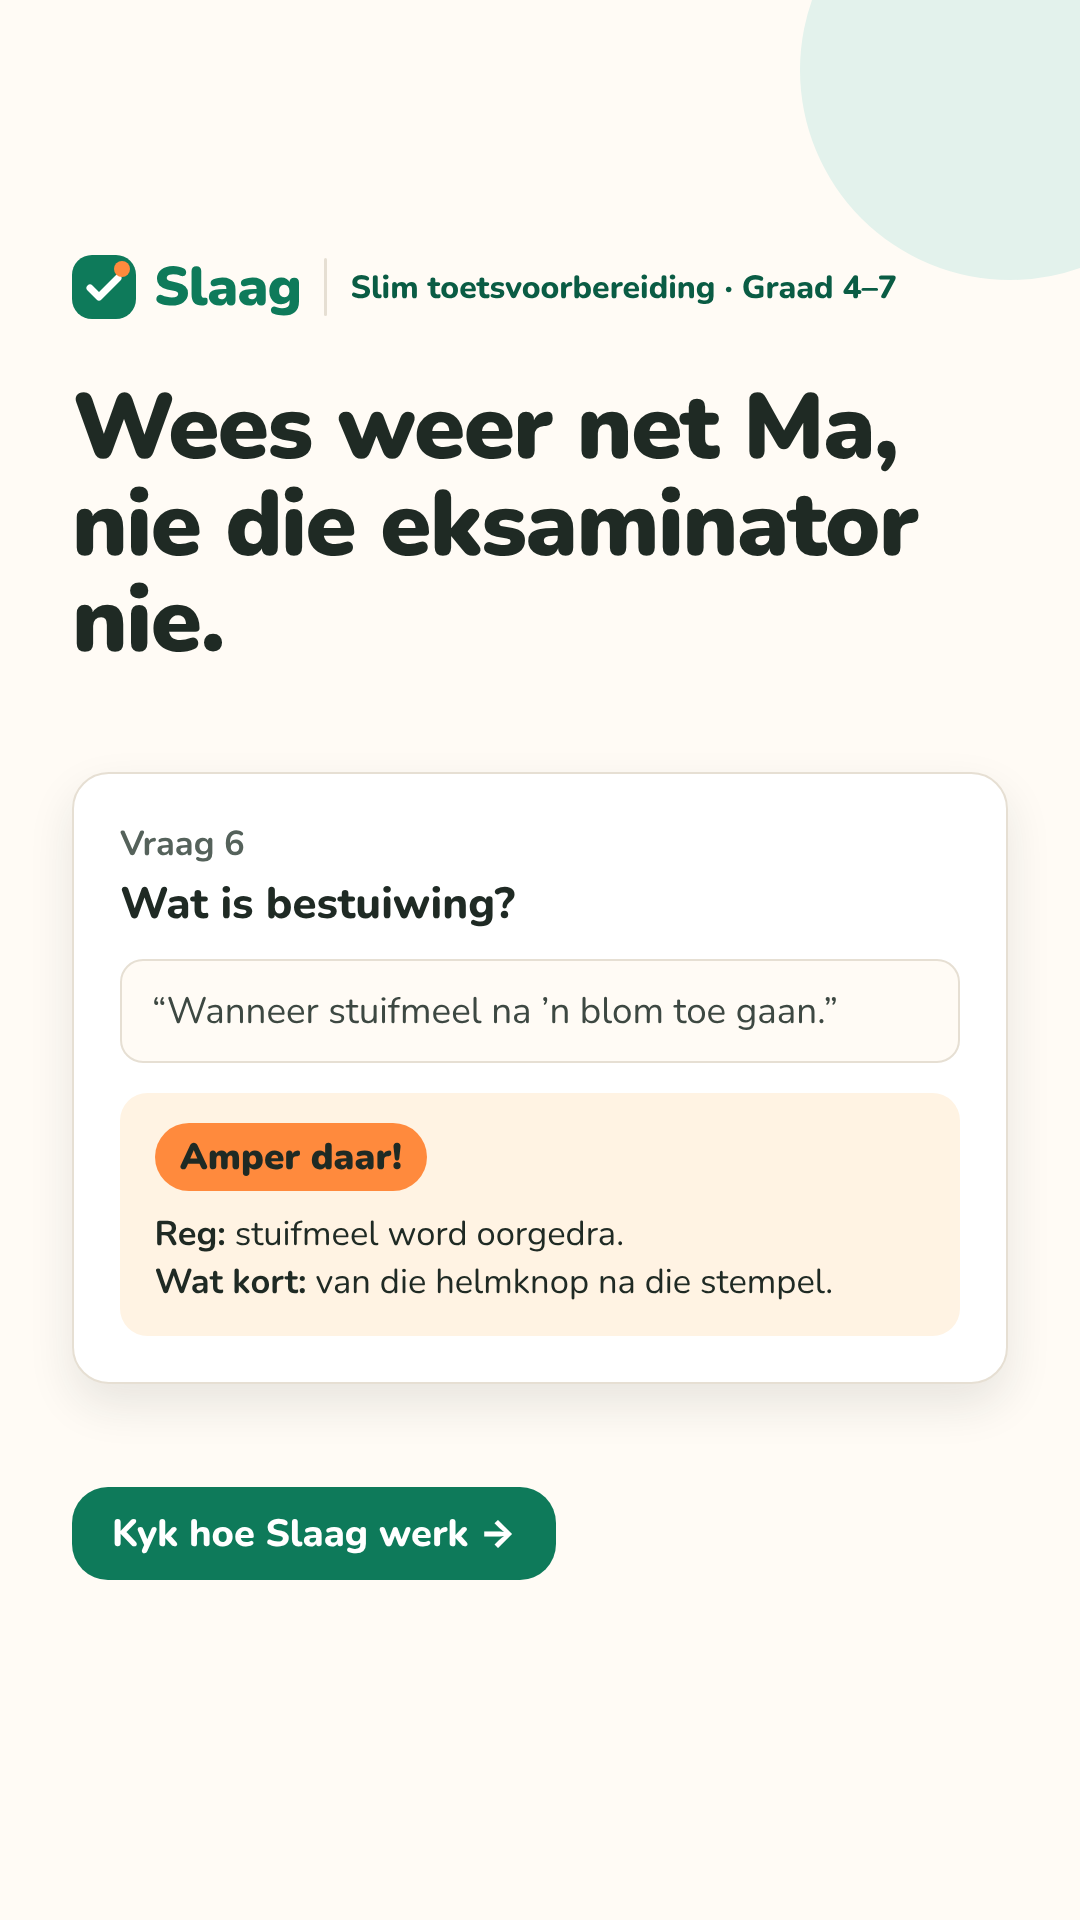 Slaag
Slim toetsvoorbereiding · Graad 4–7
Wees weer net Ma,
nie die eksaminator
nie.
Vraag 6
Wat is bestuiwing?
“Wanneer stuifmeel na ’n blom toe gaan.”
Amper daar!
Reg: stuifmeel word oorgedra.
Wat kort: van die helmknop na die stempel.
Kyk hoe Slaag werk →